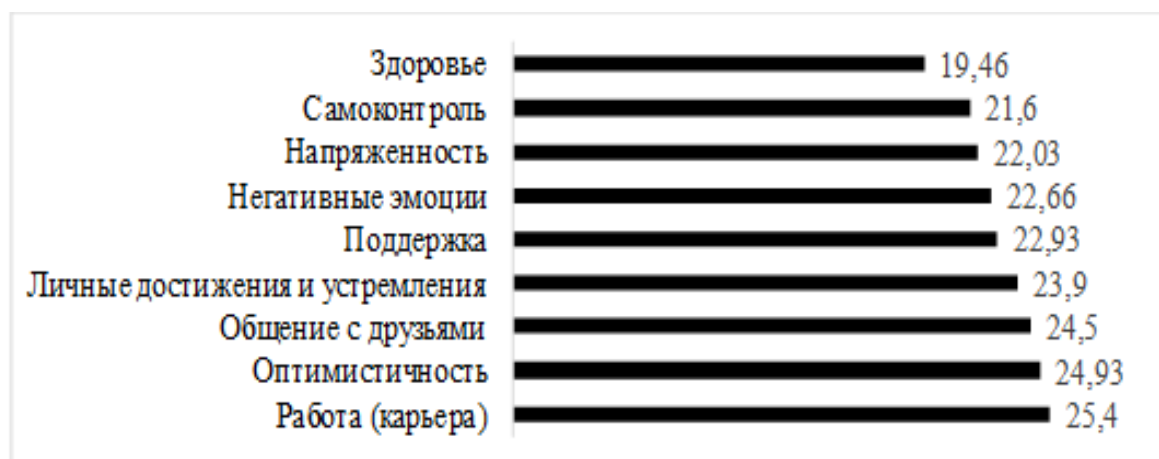 Здоровье 19,46
Самоконтроль 21,6
Напряженность 22,03
Негативные эмоции 22,66
Поддержка 22,93
Личные достижения и устремления 23,9
Общение с друзьями 24,5
Оптимистичность 24,93
Работа (карьера) 25,4